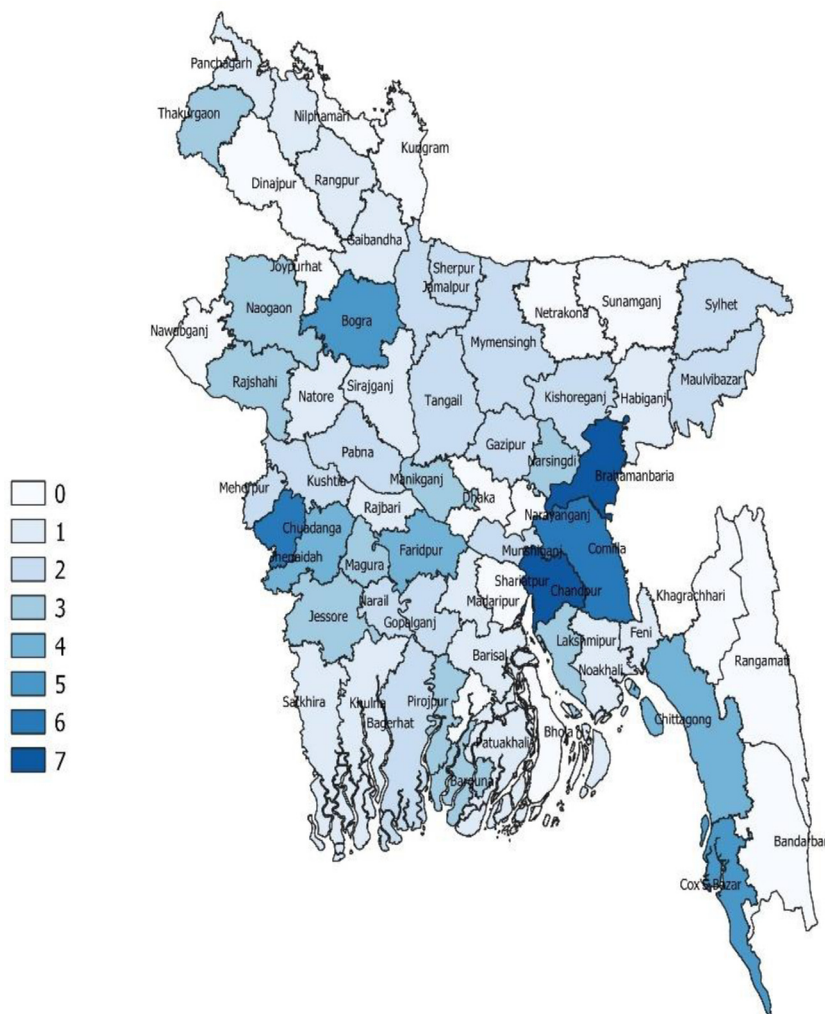 Panchagarh
Thakurgaon
Nilphamari
Kurigram
Dinajpur
Rangpur
Gaibandha
Joypurhat
Sherpur
Jamalpur
Netrakona
Sunamganj
Sylhet
Naogaon
Bogra
Nawabganj
Mymensingh
Rajshahi
Natore
Sirajganj
Tangail
Kishoreganj
Habiganj
Maulvibazar
Pabna
Gazipur
Narsingdi
Brahamanbaria
Meherpur
Kushtia
Manikganj
Dhaka
Rajbari
Narayanganj
Chuadanga
Jhenaidah
Magura
Faridpur
Munshiganj
Comilla
Shariatpur
Chandpur
Madaripur
Khagrachhari
Jessore
Narail
Gopalganj
Lakshmipur
Feni
Barisal
Noakhali
Rangamati
Satkhira
Khulna
Bagerhat
Pirojpur
Chittagong
Patuakhali
Bhola
Barguna
Bandarban
Cox'S Bazar
0
1
2
3
4
5
6
7